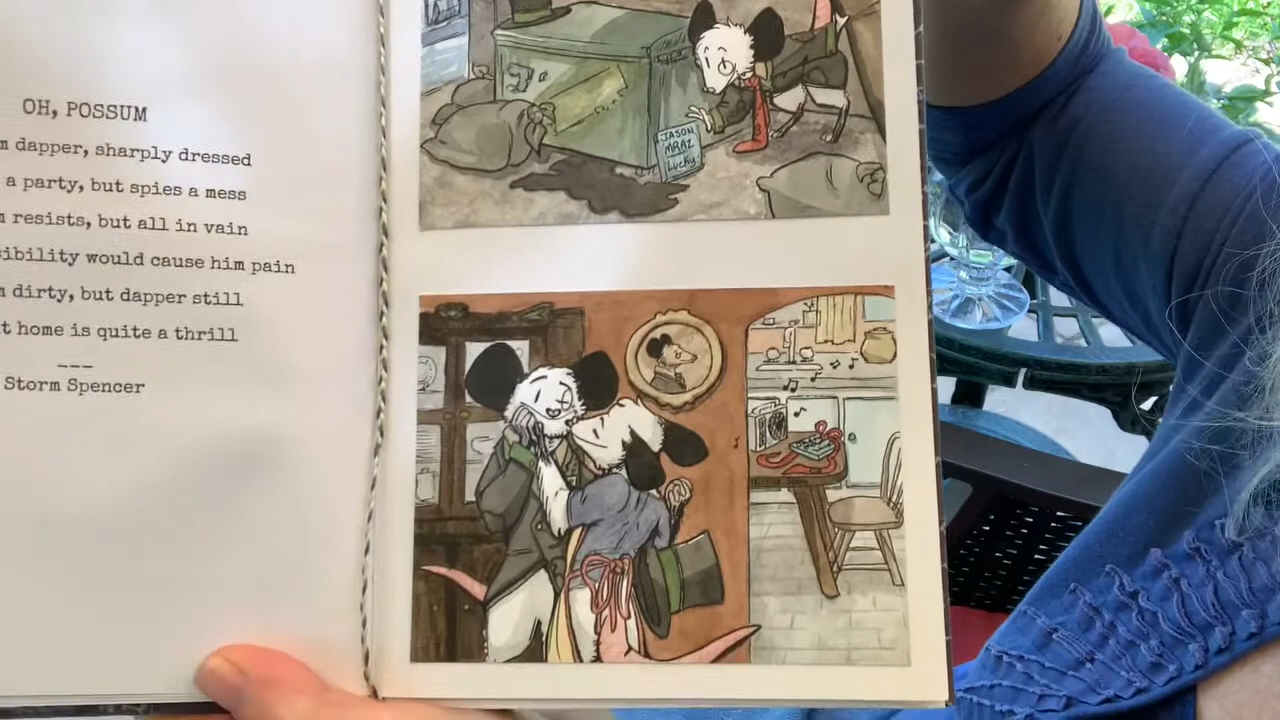 OH, POSSUM
dapper, sharply dressed
a party, but spies a mess
resists, but all in vain
would cause him pain
dirty, but dapper still
home is quite a thrill
---
Storm Spencer
JASON
MRAZ
Lucky